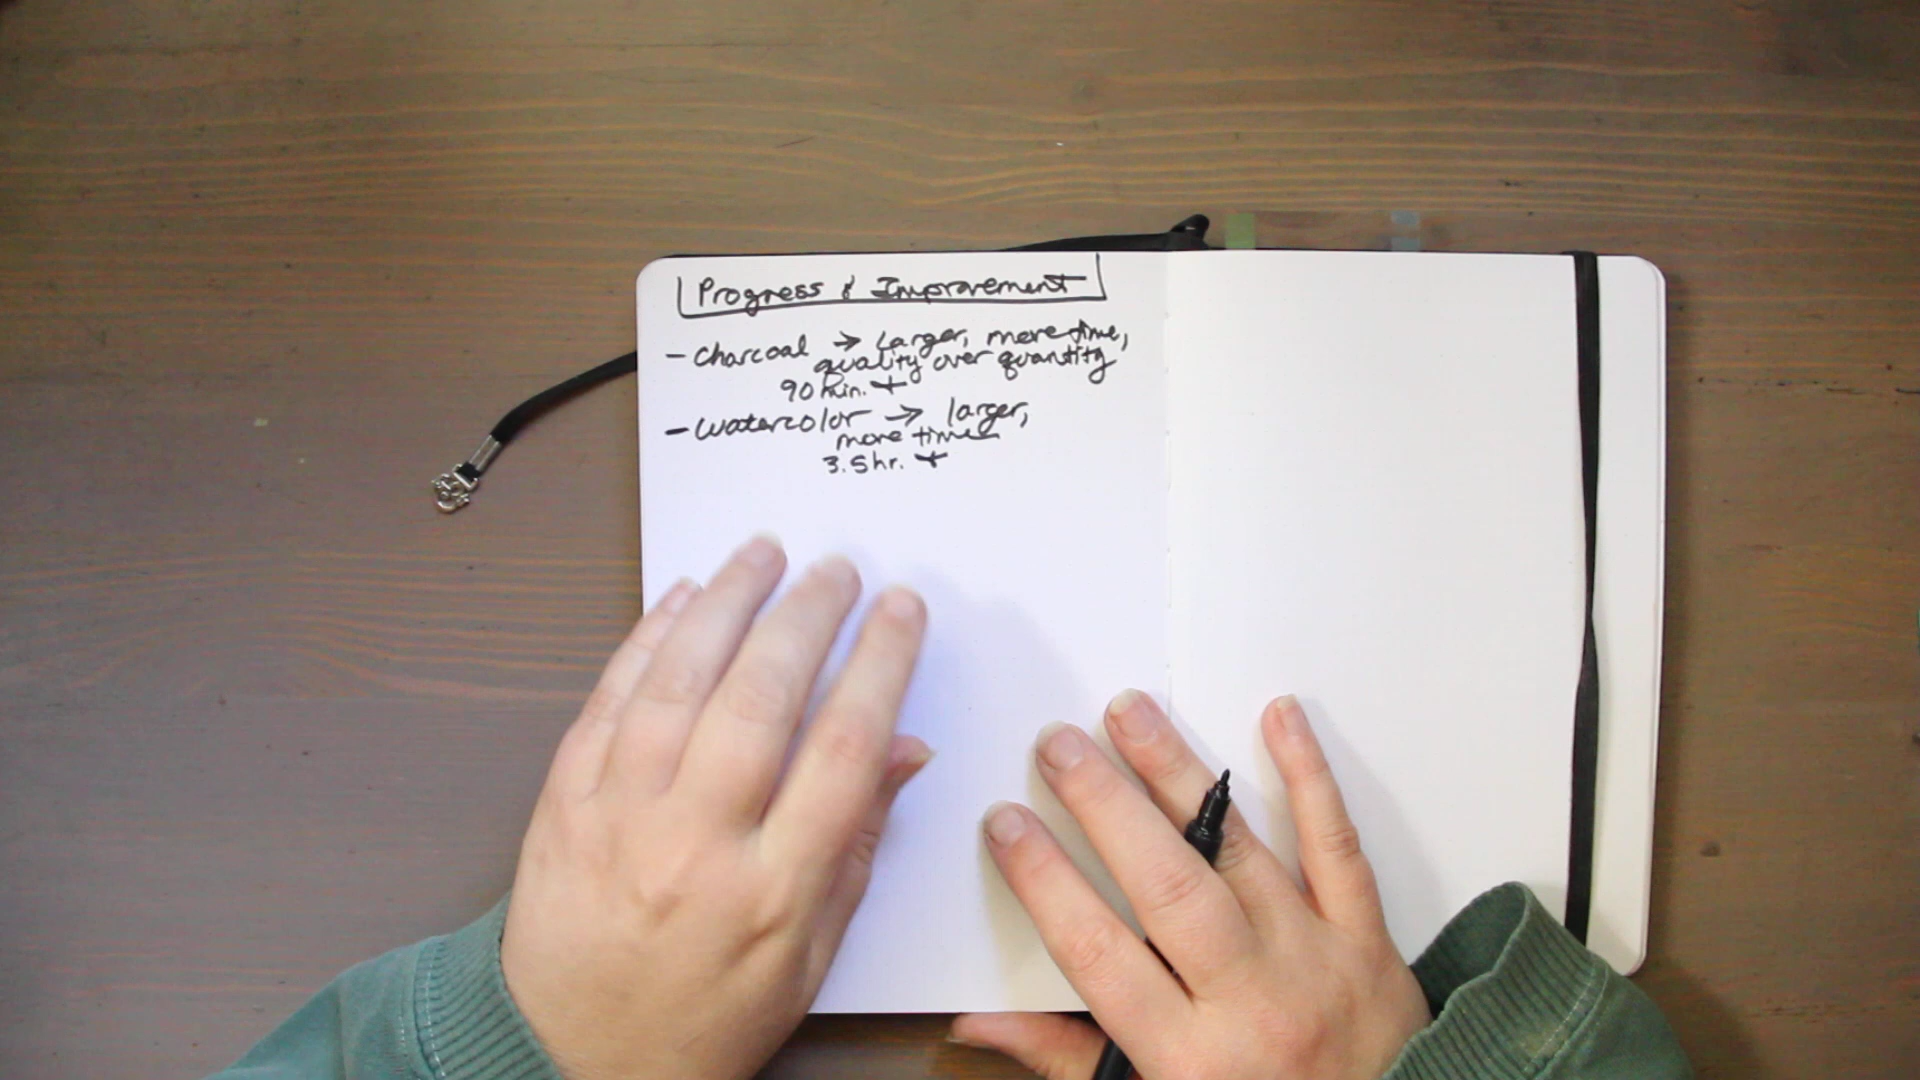 Progress & Improvement
- Charcoal → Larger, more time,
quality over quantity
90 min. +
- Watercolor → larger,
more time
3.5hr. +